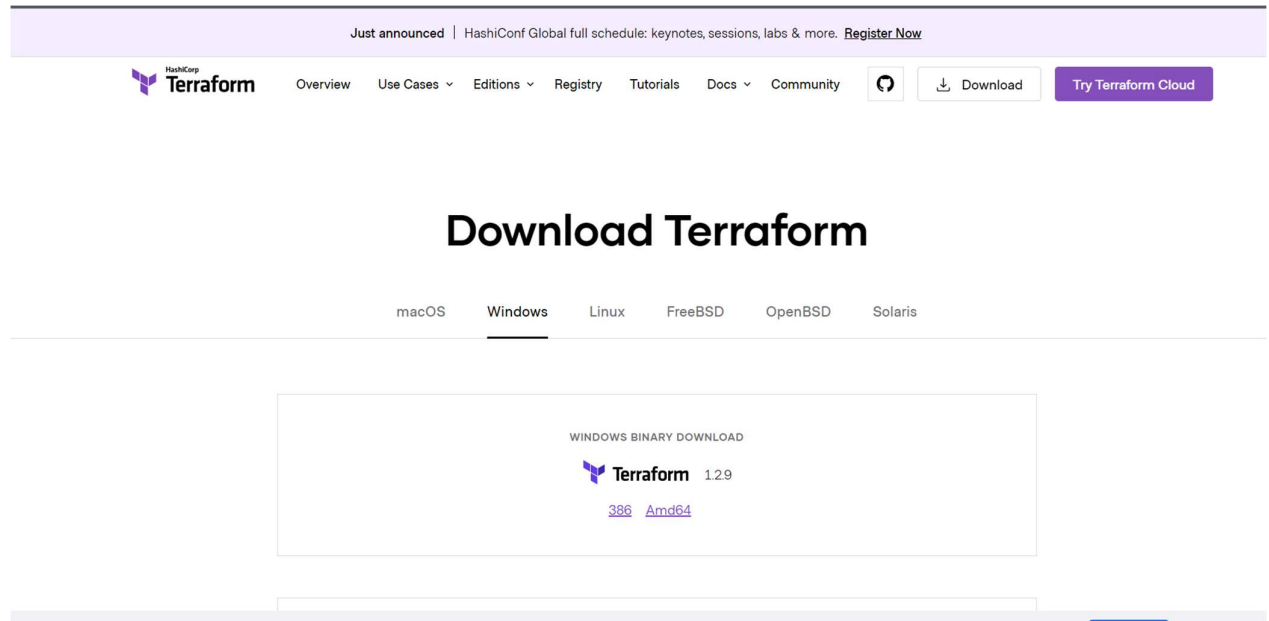 Just announced | HashiConf Global full schedule: keynotes, sessions, labs & more. Register Now
HashiCorp
Terraform Overview Use Cases Editions Registry Tutorials Docs Community Download Try Terraform Cloud
Download Terraform
macOS Windows Linux FreeBSD OpenBSD Solaris
WINDOWS BINARY DOWNLOAD
Terraform 1.2.9
386 Amd64